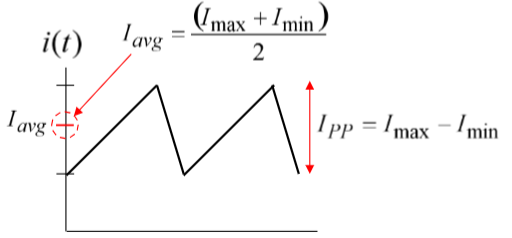 I_avg = (I_max + I_min) / 2
i(t)
I_avg
I_PP = I_max − I_min